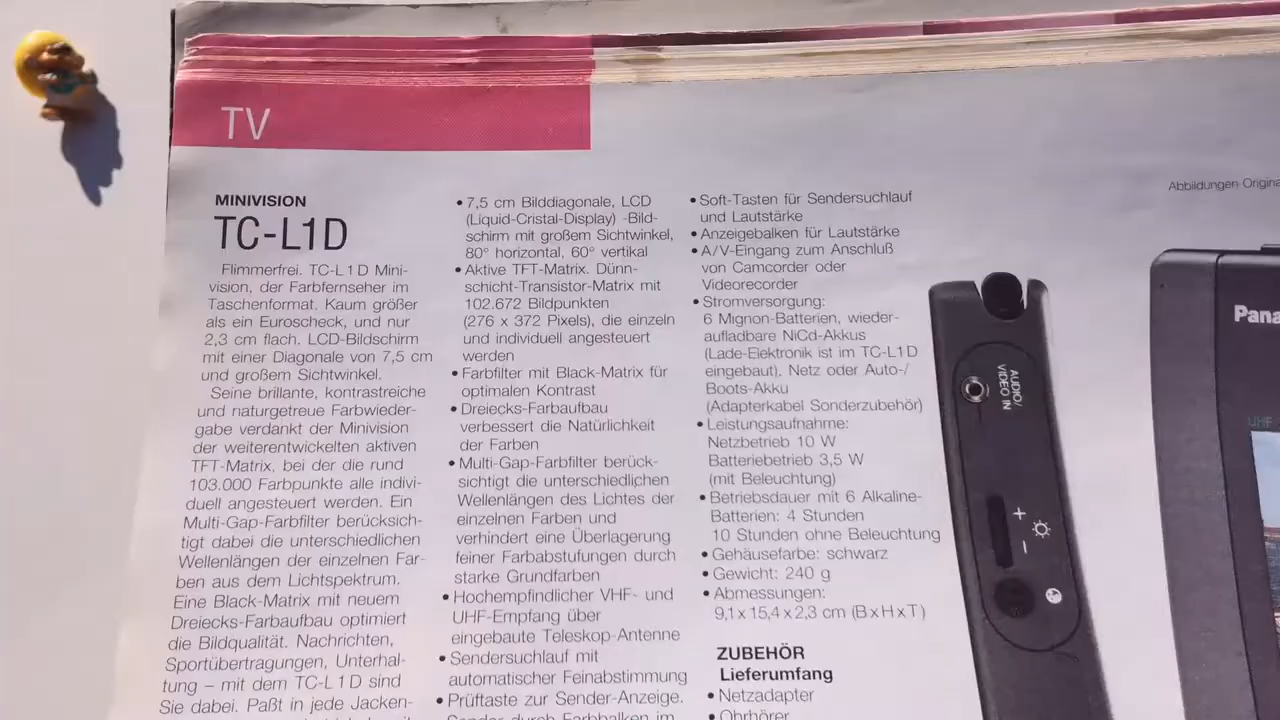 TV
MINIVISION
TC-L1D
Flimmerfrei. TC-L1D Mini-
vision, der Farbfernseher im
Taschenformat. Kaum größer
als ein Euroscheck, und nur
2,3 cm flach. LCD-Bildschirm
mit einer Diagonale von 7,5 cm
und großem Sichtwinkel.
Seine brillante, kontrastreiche
und naturgetreue Farbwieder-
gabe verdankt der Minivision
der weiterentwickelten aktiven
TFT-Matrix, bei der die rund
103.000 Farbpunkte alle indivi-
duell angesteuert werden. Ein
Multi-Gap-Farbfilter berücksich-
tigt dabei die unterschiedlichen
Wellenlängen der einzelnen Far-
ben aus dem Lichtspektrum.
Eine Black-Matrix mit neuem
Dreiecks-Farbaufbau optimiert
die Bildqualität. Nachrichten,
Sportübertragungen, Unterhal-
tung – mit dem TC-L1D sind
Sie dabei. Paßt in jede Jacken-
• 7,5 cm Bilddiagonale, LCD
(Liquid-Cristal-Display) -Bild-
schirm mit großem Sichtwinkel,
80° horizontal, 60° vertikal
• Aktive TFT-Matrix. Dünn-
schicht-Transistor-Matrix mit
102.672 Bildpunkten
(276 x 372 Pixels), die einzeln
und individuell angesteuert
werden
• Farbfilter mit Black-Matrix für
optimalen Kontrast
• Dreiecks-Farbaufbau
verbessert die Natürlichkeit
der Farben
• Multi-Gap-Farbfilter berück-
sichtigt die unterschiedlichen
Wellenlängen des Lichtes der
einzelnen Farben und
verhindert eine Überlagerung
feiner Farbabstufungen durch
starke Grundfarben
• Hochempfindlicher VHF- und
UHF-Empfang über
eingebaute Teleskop-Antenne
• Sendersuchlauf mit
automatischer Feinabstimmung
• Prüftaste zur Sender-Anzeige.
Sender durch Farbbalken im
• Soft-Tasten für Sendersuchlauf
und Lautstärke
• Anzeigebalken für Lautstärke
• A/V-Eingang zum Anschluß
von Camcorder oder
Videorecorder
• Stromversorgung:
6 Mignon-Batterien, wieder-
aufladbare NiCd-Akkus
(Lade-Elektronik ist im TC-L1D
eingebaut), Netz oder Auto-/
Boots-Akku
(Adapterkabel Sonderzubehör)
• Leistungsaufnahme:
Netzbetrieb 10 W
Batteriebetrieb 3,5 W
(mit Beleuchtung)
• Betriebsdauer mit 6 Alkaline-
Batterien: 4 Stunden
10 Stunden ohne Beleuchtung
• Gehäusefarbe: schwarz
• Gewicht: 240 g
• Abmessungen:
9,1 x 15,4 x 2,3 cm (B x H x T)
ZUBEHÖR
Lieferumfang
• Netzadapter
• Ohrhörer
Abbildungen Origina
AUDIO/
VIDEO IN
+
–
Pana
UHF